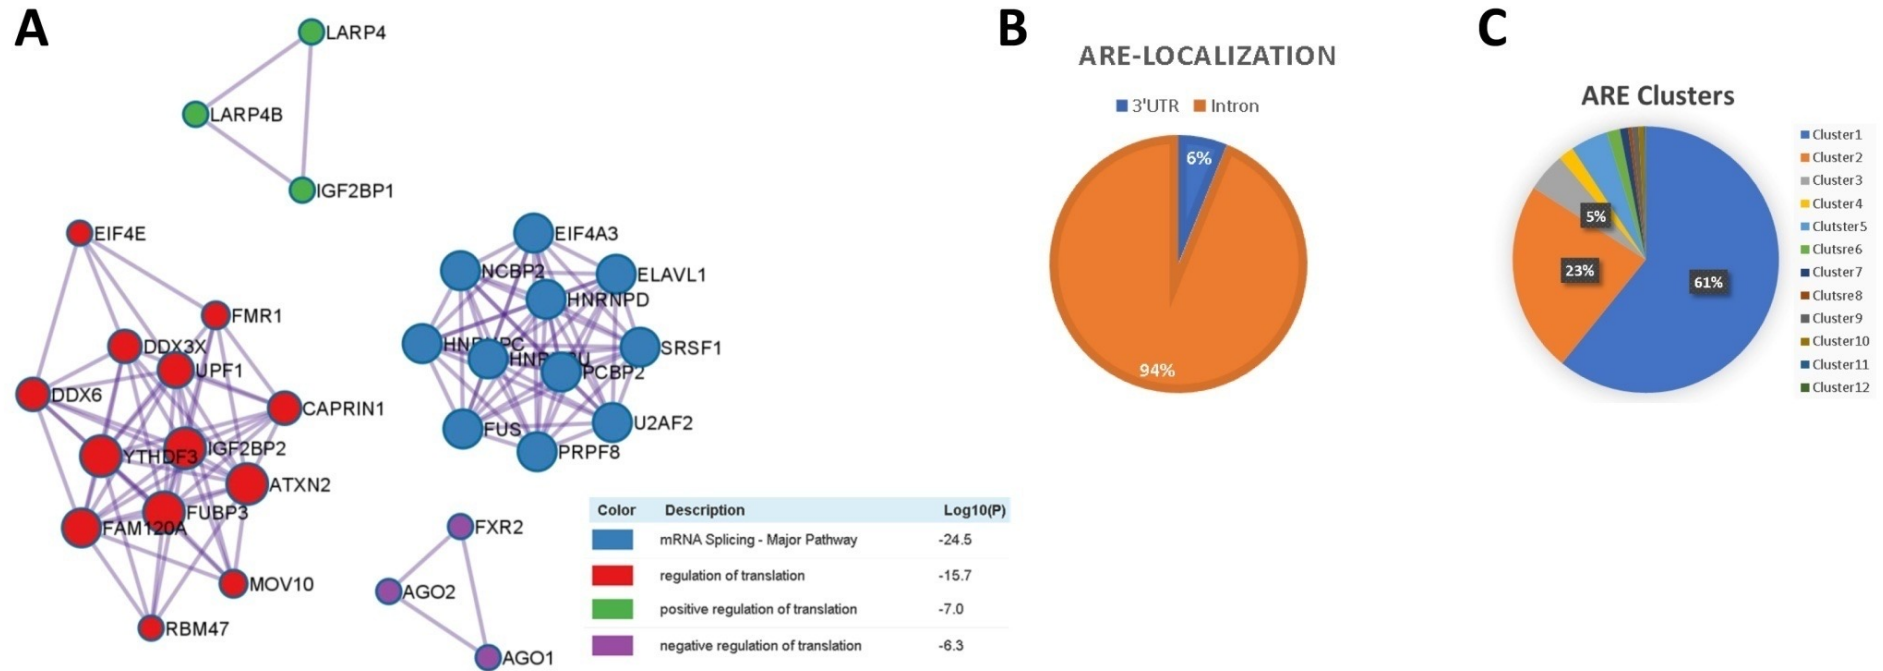 A
LARP4
LARP4B
IGF2BP1
EIF4E
FMR1
DDX3X
UPF1
DDX6
CAPRIN1
IGF2BP2
YTHDF3
ATXN2
FUBP3
FAM120A
MOV10
RBM47
EIF4A3
NCBP2
ELAVL1
HNRNPD
SRSF1
PCBP2
U2AF2
FUS
PRPF8
FXR2
AGO2
AGO1
Color Description Log10(P)
mRNA Splicing - Major Pathway -24.5
regulation of translation -15.7
positive regulation of translation -7.0
negative regulation of translation -6.3
B
ARE-LOCALIZATION
3'UTR Intron
6%
94%
C
ARE Clusters
5%
23%
61%
Cluster1
Cluster2
Cluster3
Cluster4
Clutster5
Clutsre6
Cluster7
Clutsre8
Cluster9
Cluster10
Cluster11
Cluster12